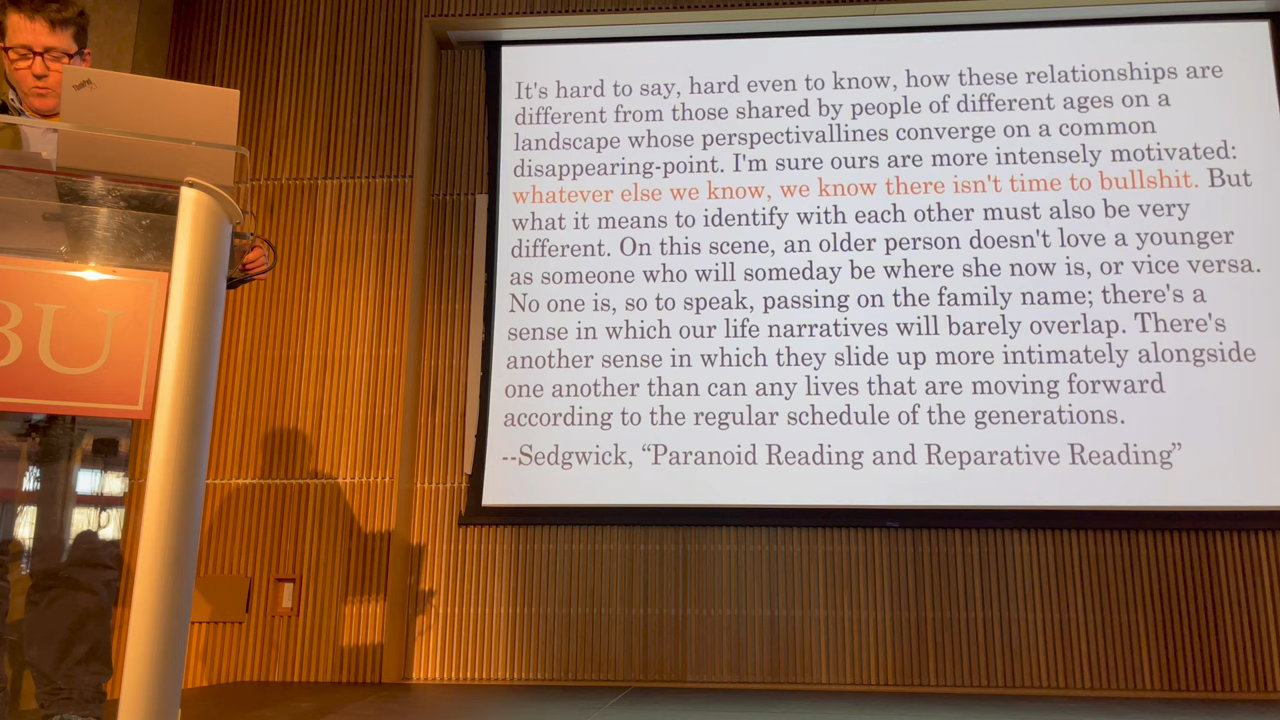 ThinkPad
BU
It's hard to say, hard even to know, how these relationships are
different from those shared by people of different ages on a
landscape whose perspectivallines converge on a common
disappearing-point. I'm sure ours are more intensely motivated:
whatever else we know, we know there isn't time to bullshit. But
what it means to identify with each other must also be very
different. On this scene, an older person doesn't love a younger
as someone who will someday be where she now is, or vice versa.
No one is, so to speak, passing on the family name; there's a
sense in which our life narratives will barely overlap. There's
another sense in which they slide up more intimately alongside
one another than can any lives that are moving forward
according to the regular schedule of the generations.
--Sedgwick, “Paranoid Reading and Reparative Reading”